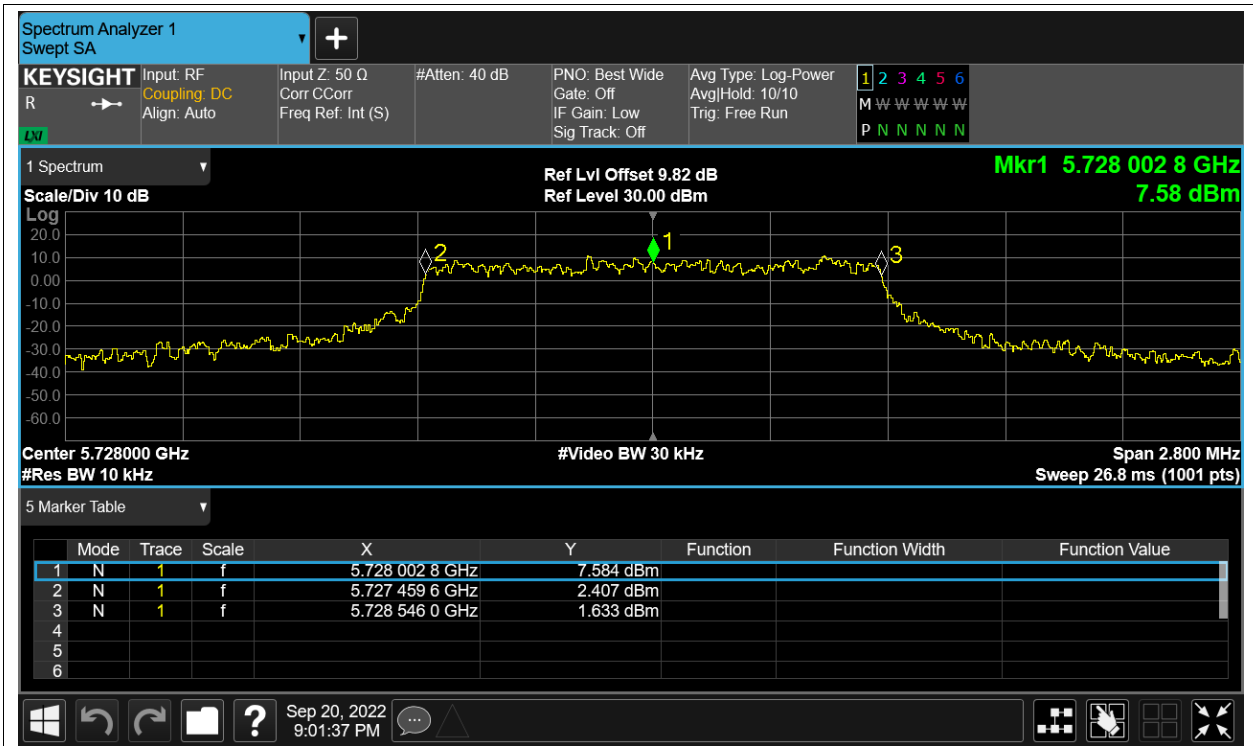 Spectrum Analyzer 1
Swept SA
KEYSIGHT Input: RF Input Z: 50 Ω #Atten: 40 dB PNO: Best Wide Avg Type: Log-Power 1 2 3 4 5 6
R Coupling: DC Corr CCorr Gate: Off Avg|Hold: 10/10 M W W W W W
Align: Auto Freq Ref: Int (S) IF Gain: Low Trig: Free Run
LXI Sig Track: Off P N N N N N
1 Spectrum Ref Lvl Offset 9.82 dB Mkr1 5.728 002 8 GHz
Scale/Div 10 dB Ref Level 30.00 dBm 7.58 dBm
Log
20.0
10.0
0.00
-10.0
-20.0
-30.0
-40.0
-50.0
-60.0
2 1 3
Center 5.728000 GHz #Video BW 30 kHz Span 2.800 MHz
#Res BW 10 kHz Sweep 26.8 ms (1001 pts)
5 Marker Table
Mode Trace Scale X Y Function Function Width Function Value
1 N 1 f 5.728 002 8 GHz 7.584 dBm
2 N 1 f 5.727 459 6 GHz 2.407 dBm
3 N 1 f 5.728 546 0 GHz 1.633 dBm
4
5
6
? Sep 20, 2022
9:01:37 PM